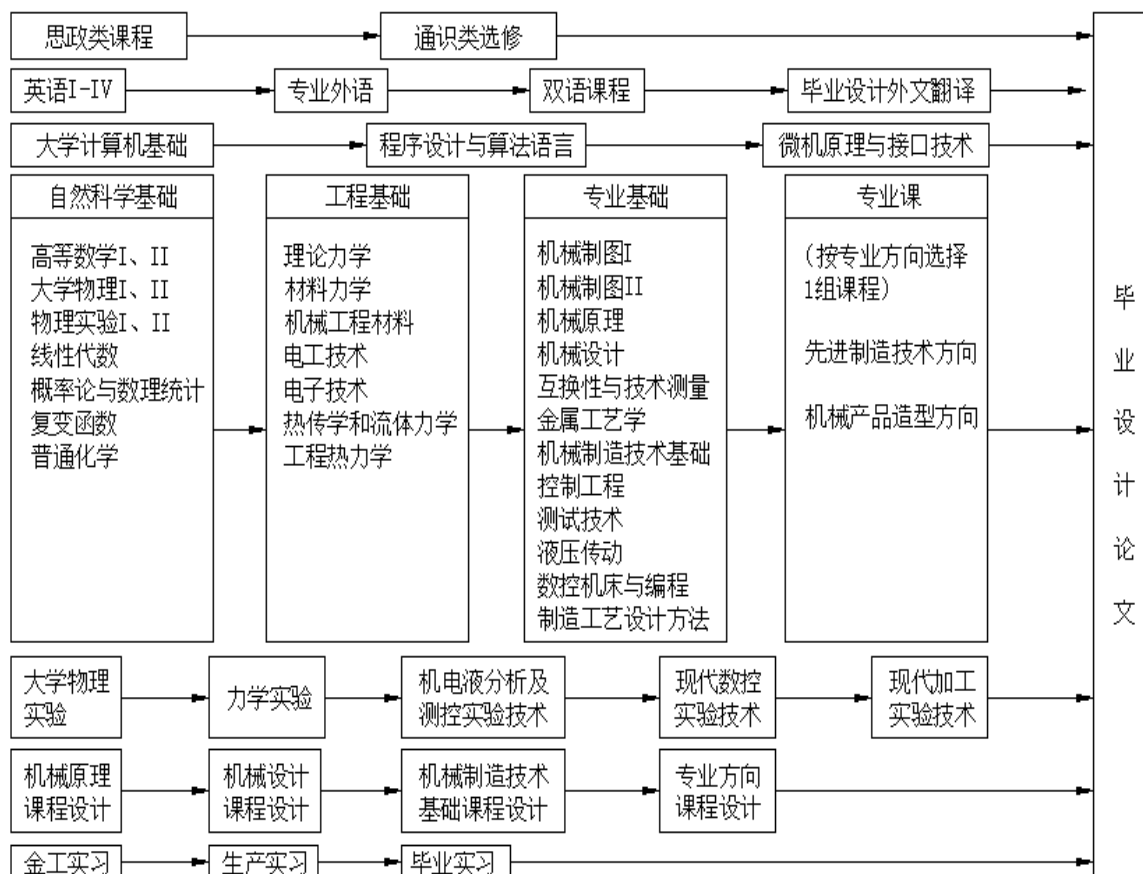 思政类课程
通识类选修
英语I-IV
专业外语
双语课程
毕业设计外文翻译
大学计算机基础
程序设计与算法语言
微机原理与接口技术
自然科学基础
高等数学I、II
大学物理I、II
物理实验I、II
线性代数
概率论与数理统计
复变函数
普通化学
工程基础
理论力学
材料力学
机械工程材料
电工技术
电子技术
热传学和流体力学
工程热力学
专业基础
机械制图I
机械制图II
机械原理
机械设计
互换性与技术测量
金属工艺学
机械制造技术基础
控制工程
测试技术
液压传动
数控机床与编程
制造工艺设计方法
专业课
（按专业方向选择
1组课程）
先进制造技术方向
机械产品造型方向
大学物理
实验
力学实验
机电液分析及
测控实验技术
现代数控
实验技术
现代加工
实验技术
机械原理
课程设计
机械设计
课程设计
机械制造技术
基础课程设计
专业方向
课程设计
金工实习
生产实习
毕业实习
毕业设计论文